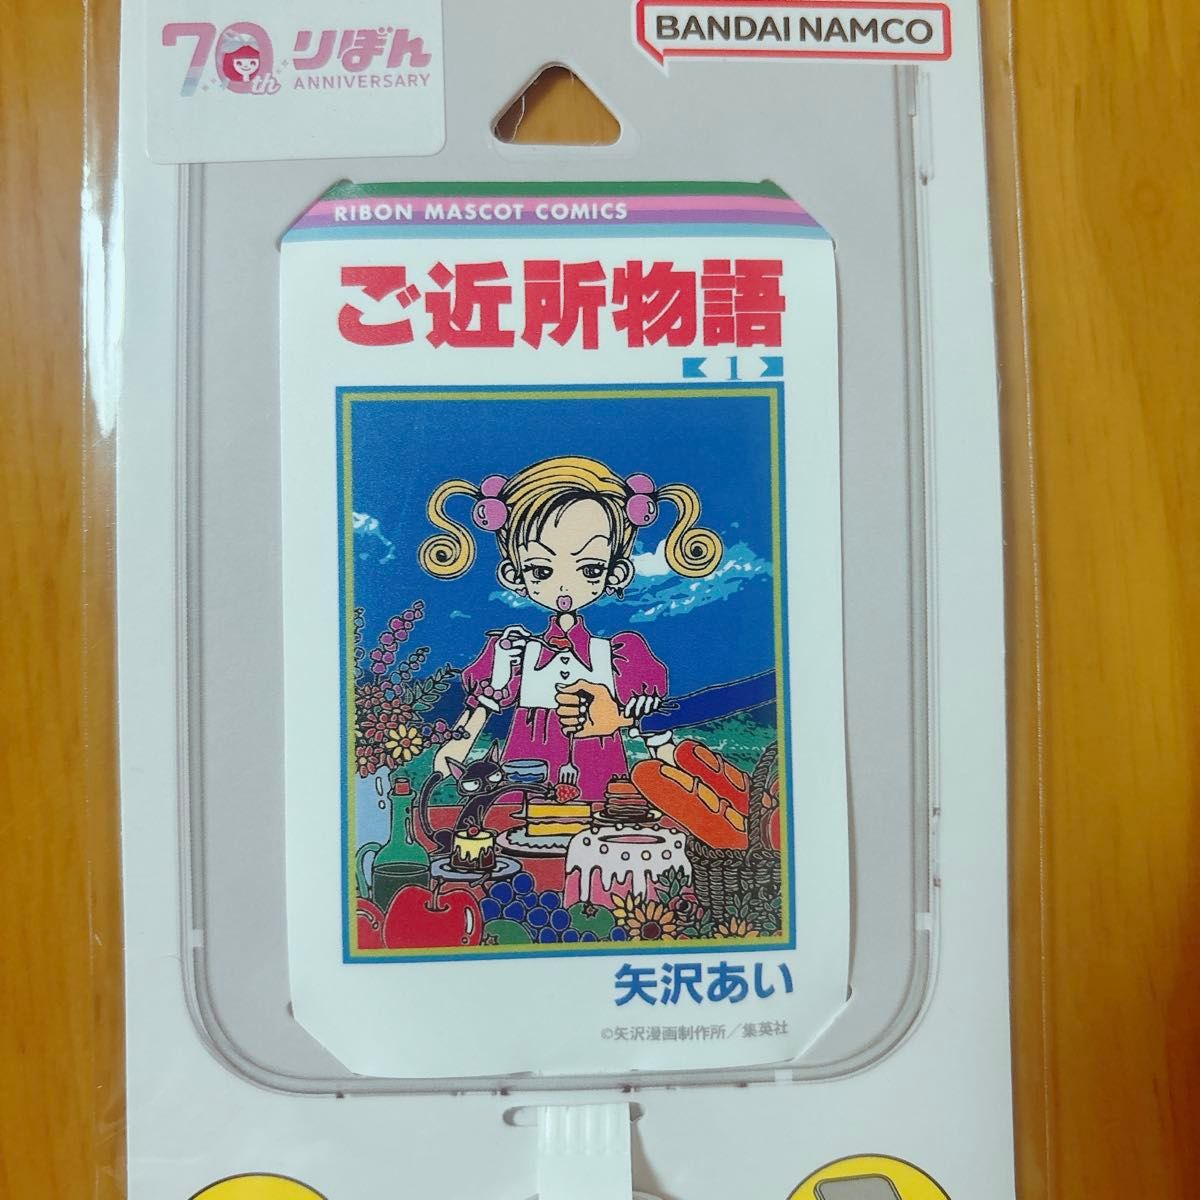 70th りぼん
ANNIVERSARY
BANDAI NAMCO
RIBON MASCOT COMICS
ご近所物語
1
矢沢あい
©矢沢漫画制作所／集英社